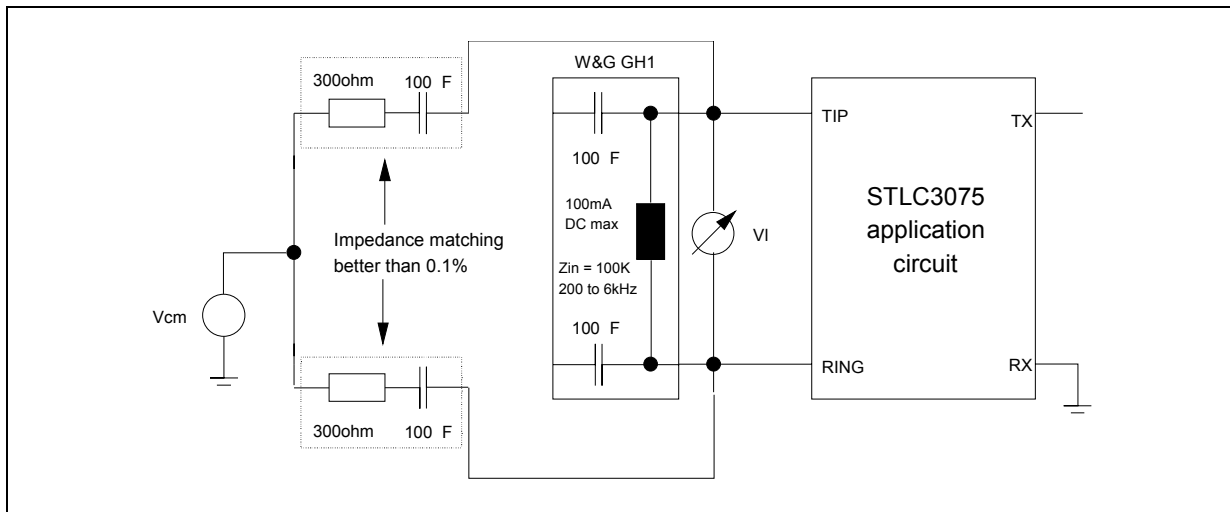 W&G GH1
300ohm 100 F
TIP
TX
100 F
STLC3075
application
circuit
100mA
DC max
Impedance matching
better than 0.1%
VI
Zin = 100K
200 to 6kHz
Vcm
100 F
RING
RX
300ohm 100 F